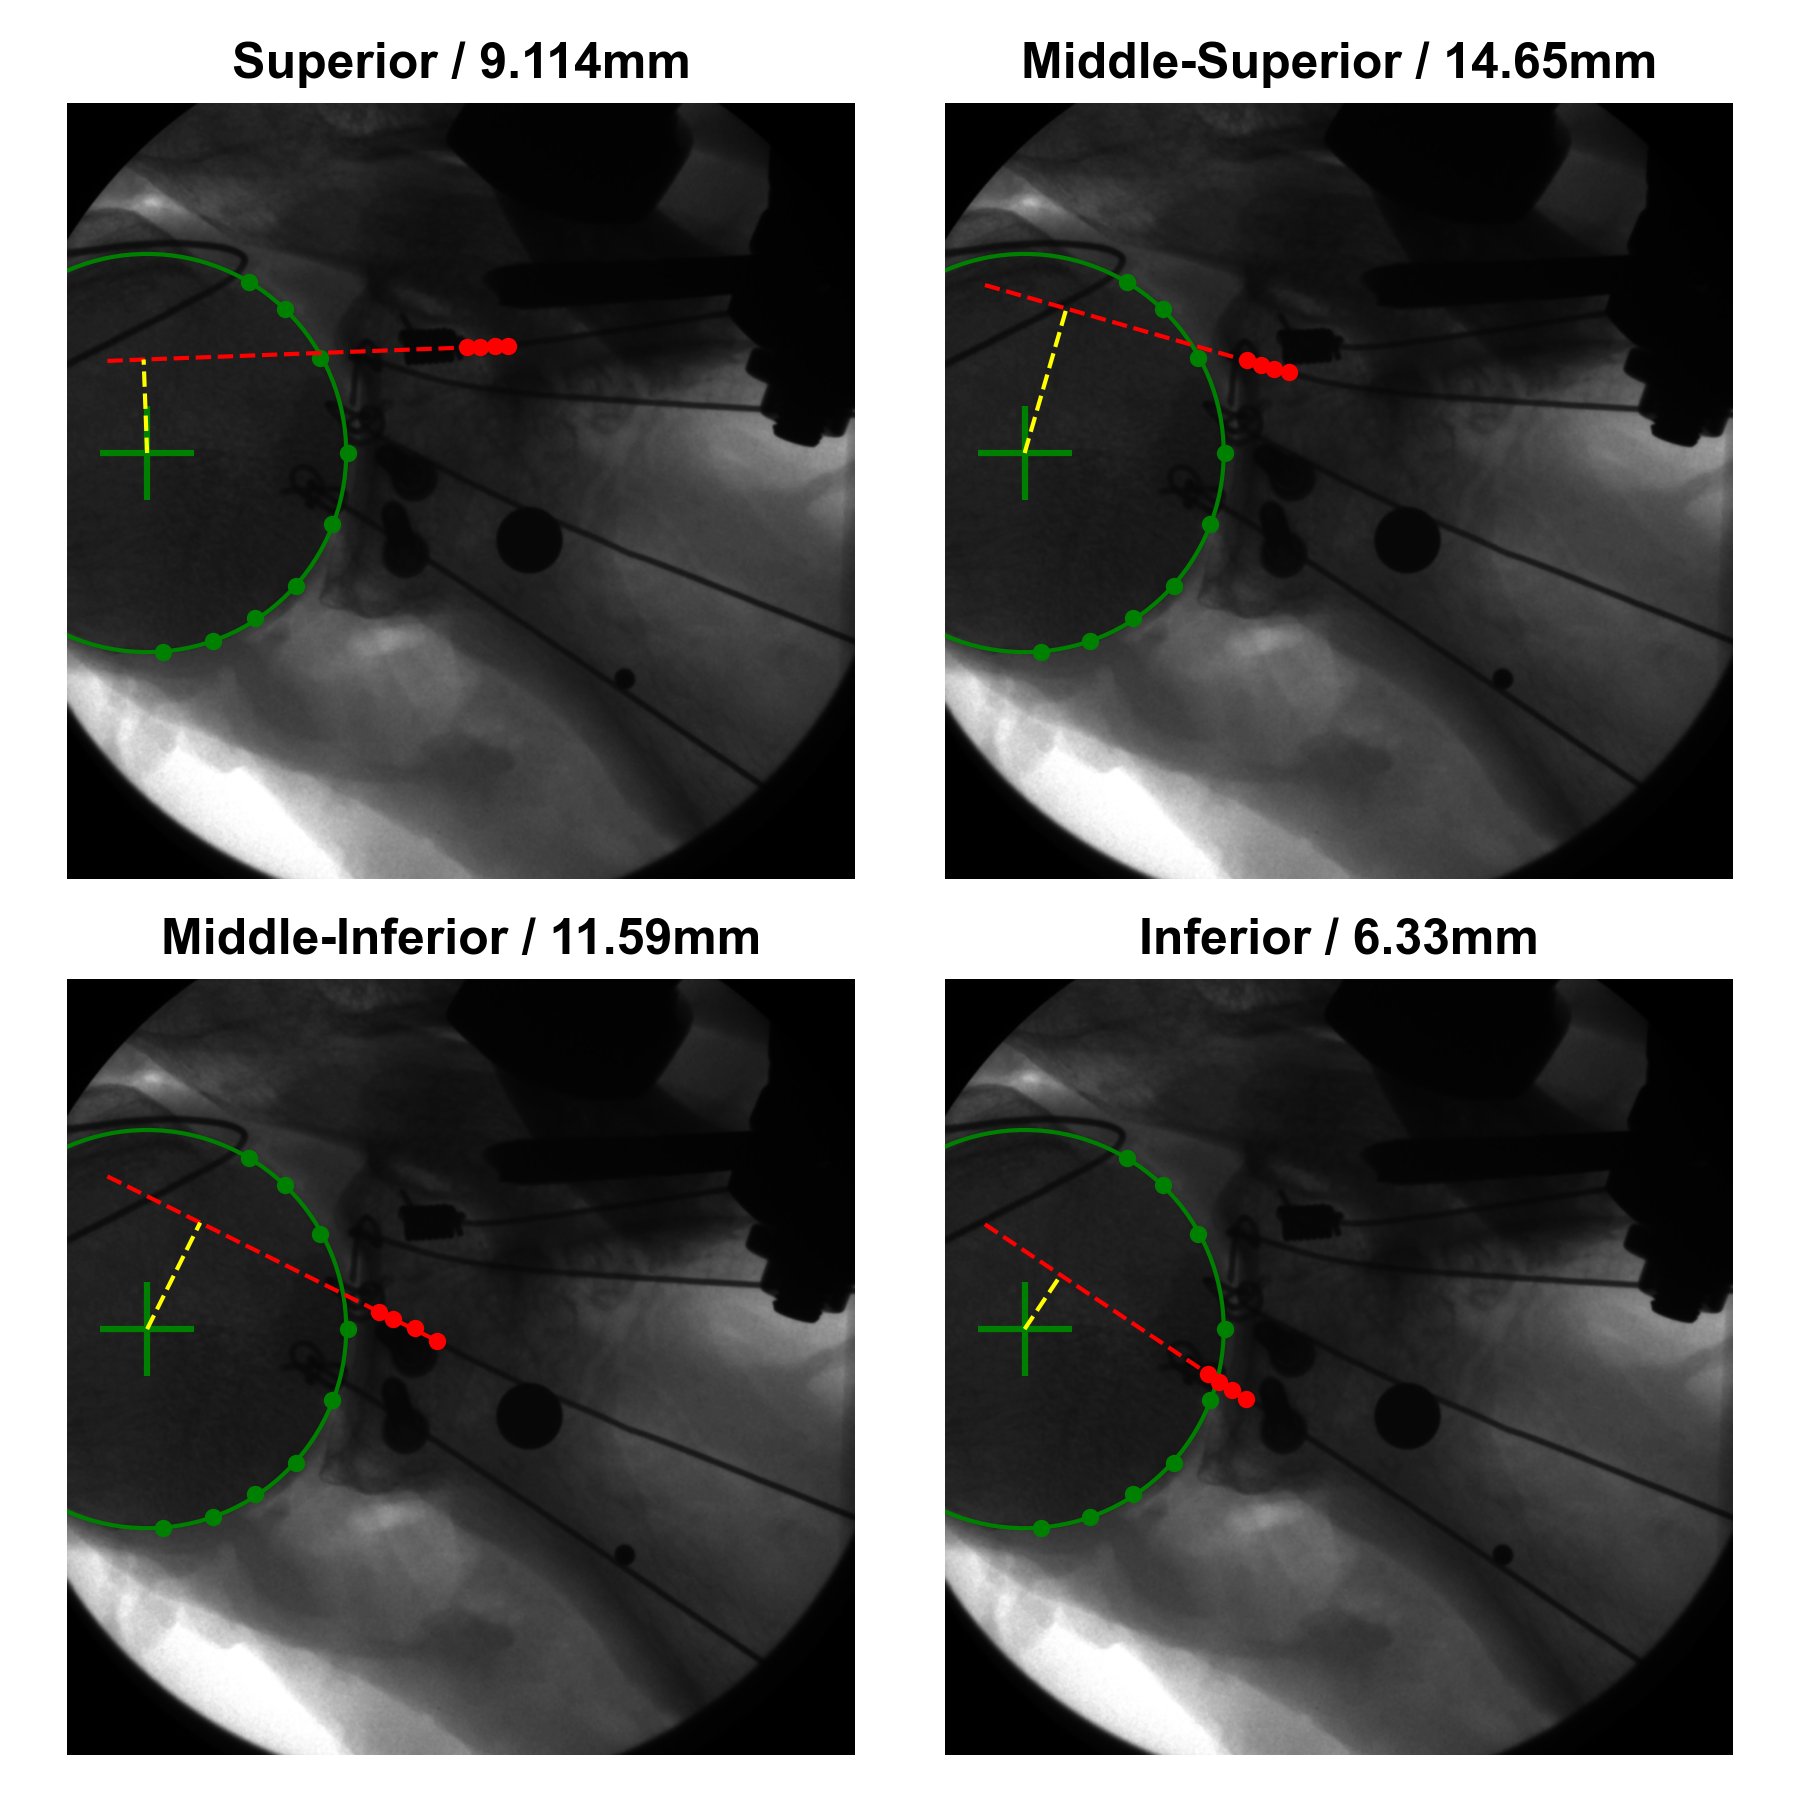 Superior / 9.114mm
Middle-Superior / 14.65mm
Middle-Inferior / 11.59mm
Inferior / 6.33mm